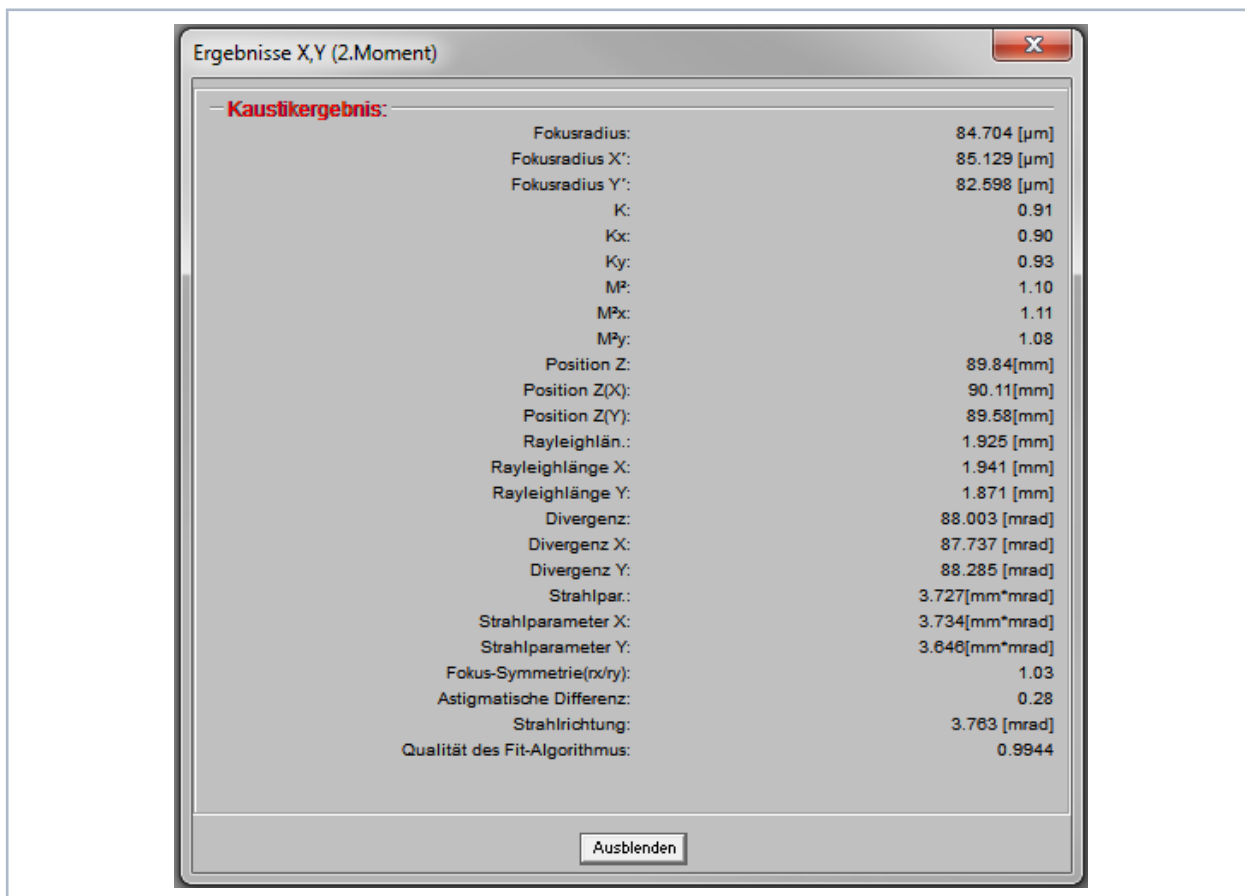 Ergebnisse X,Y (2.Moment)
Kaustikergebnis:
Fokusradius: 84.704 [µm]
Fokusradius X': 85.129 [µm]
Fokusradius Y': 82.598 [µm]
K: 0.91
Kx: 0.90
Ky: 0.93
M²: 1.10
M²x: 1.11
M²y: 1.08
Position Z: 89.84[mm]
Position Z(X): 90.11[mm]
Position Z(Y): 89.58[mm]
Rayleighlän.: 1.925 [mm]
Rayleighlänge X: 1.941 [mm]
Rayleighlänge Y: 1.871 [mm]
Divergenz: 88.003 [mrad]
Divergenz X: 87.737 [mrad]
Divergenz Y: 88.285 [mrad]
Strahlpar.: 3.727[mm*mrad]
Strahlparameter X: 3.734[mm*mrad]
Strahlparameter Y: 3.646[mm*mrad]
Fokus-Symmetrie(rx/ry): 1.03
Astigmatische Differenz: 0.28
Strahlrichtung: 3.763 [mrad]
Qualität des Fit-Algorithmus: 0.9944
Ausblenden